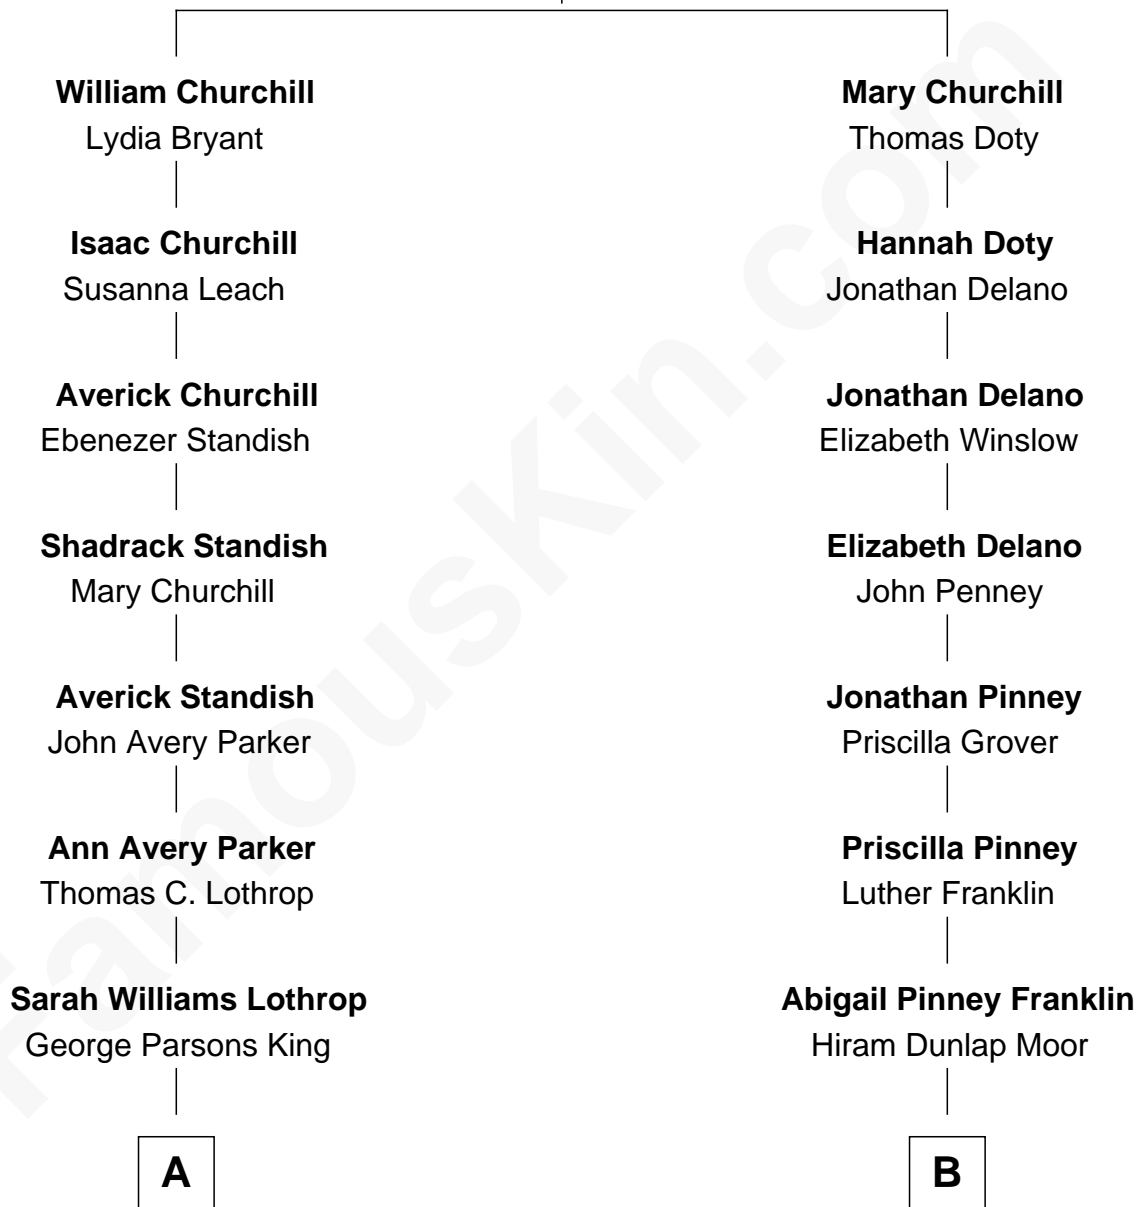 William Churchill
Lydia Bryant
Isaac Churchill
Susanna Leach
Averick Churchill
Ebenezer Standish
Shadrack Standish
Mary Churchill
Averick Standish
John Avery Parker
Ann Avery Parker
Thomas C. Lothrop
Sarah Williams Lothrop
George Parsons King
A
Mary Churchill
Thomas Doty
Hannah Doty
Jonathan Delano
Jonathan Delano
Elizabeth Winslow
Elizabeth Delano
John Penney
Jonathan Pinney
Priscilla Grover
Priscilla Pinney
Luther Franklin
Abigail Pinney Franklin
Hiram Dunlap Moor
B
FamousKin.com